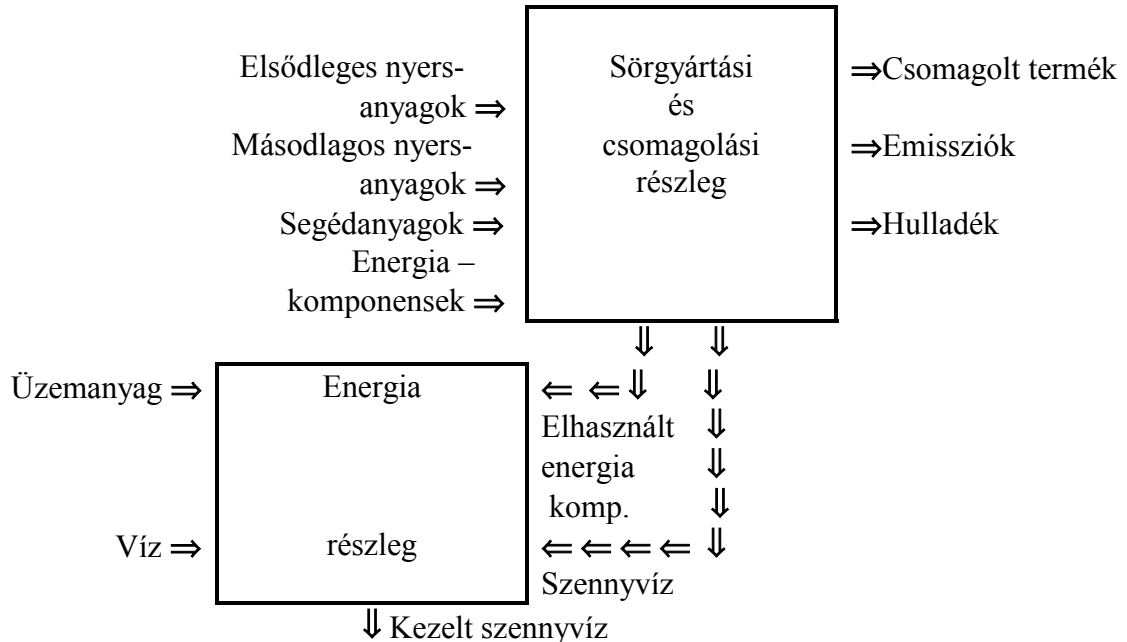 Elsődleges nyers-
anyagok ⇒
Másodlagos nyers-
anyagok ⇒
Segédanyagok ⇒
Energia –
komponensek ⇒
Sörgyártási
és
csomagolási
részleg
⇒Csomagolt termék
⇒Emissziók
⇒Hulladék
⇓ ⇓
Üzemanyag ⇒
Energia
⇐ ⇐ ⇓ ⇓
Elhasznált ⇓
energia ⇓
komp. ⇓
Víz ⇒
részleg
⇐ ⇐ ⇐ ⇐ ⇓
Szennyvíz
⇓ Kezelt szennyvíz